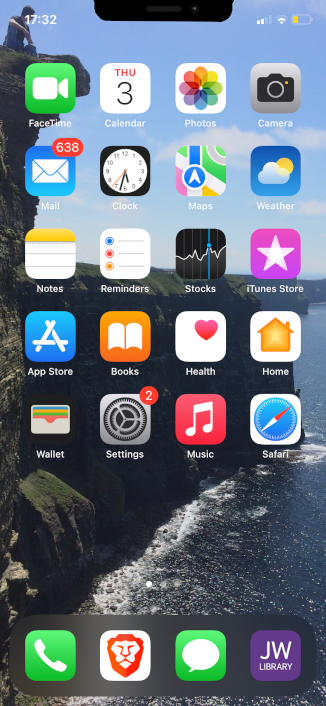 17:32
FaceTime
THU
3
Calendar
Photos
Camera
638
Mail
Clock
Maps
Weather
Notes
Reminders
Stocks
iTunes Store
App Store
Books
Health
Home
Wallet
2
Settings
Music
Safari
JW
LIBRARY